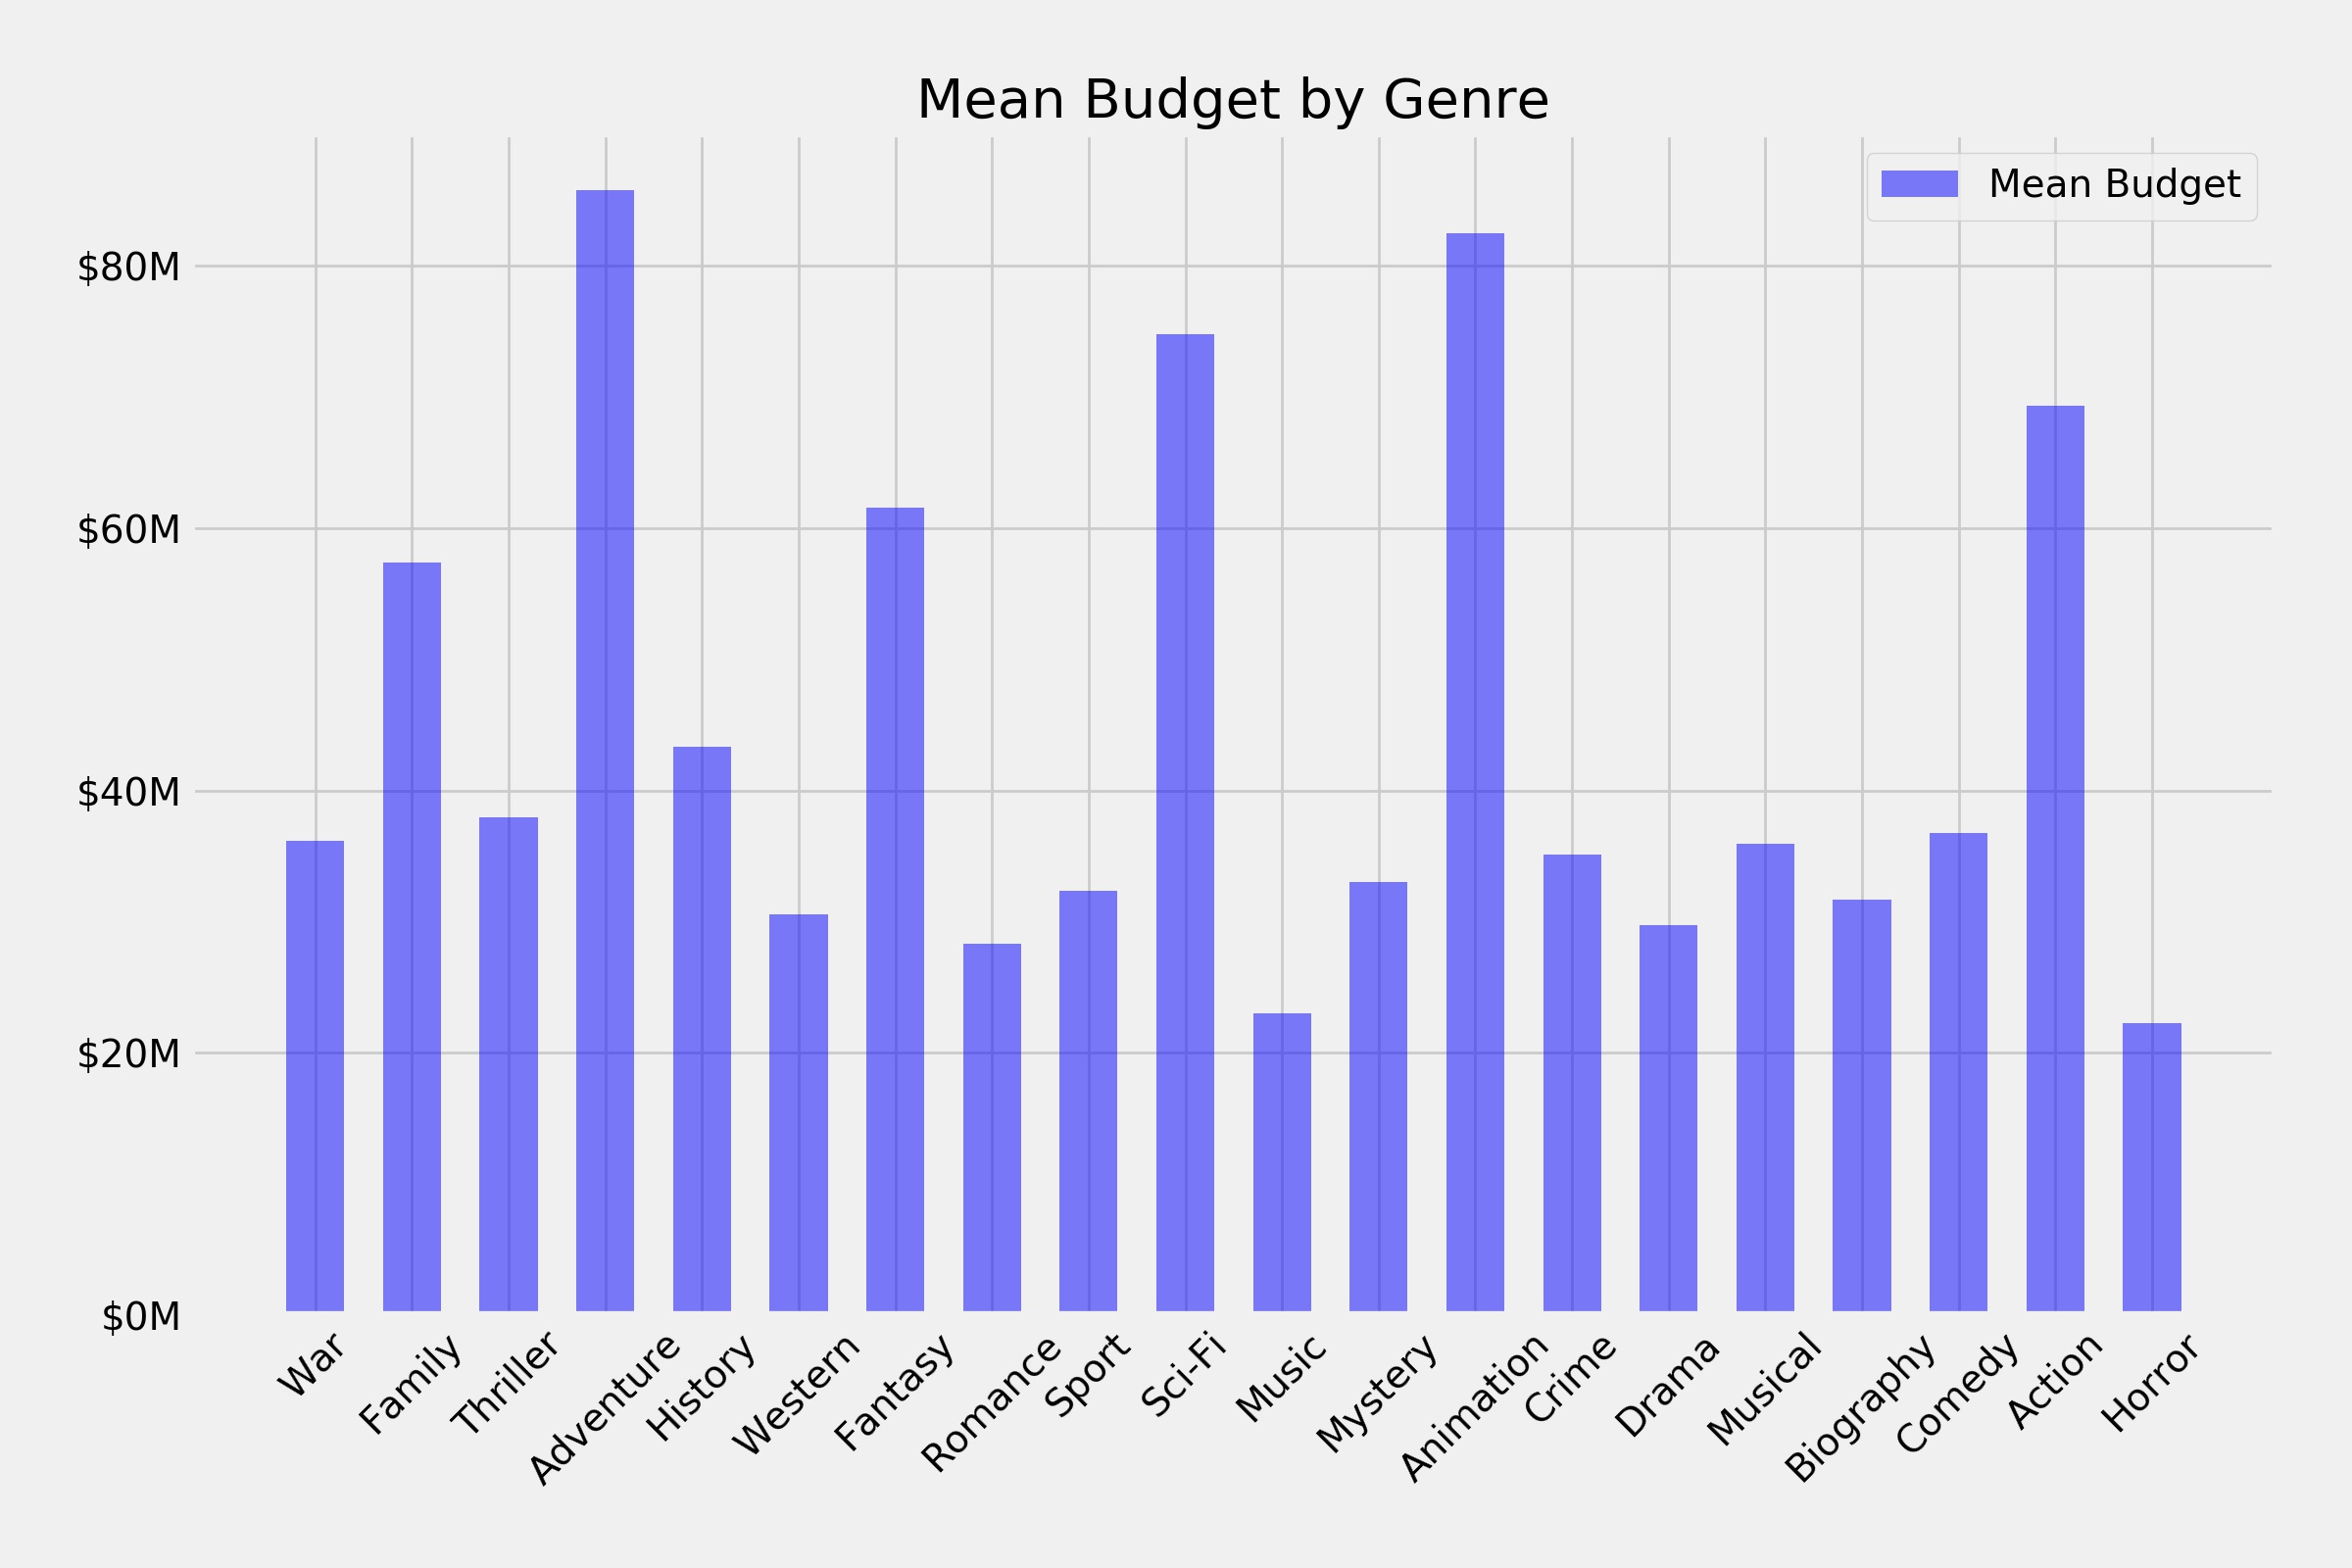 Mean Budget by Genre
Mean Budget
$80M
$60M
$40M
$20M
$0M
War
Family
Thriller
Adventure
History
Western
Fantasy
Romance
Sport
Sci-Fi
Music
Mystery
Animation
Crime
Drama
Musical
Biography
Comedy
Action
Horror